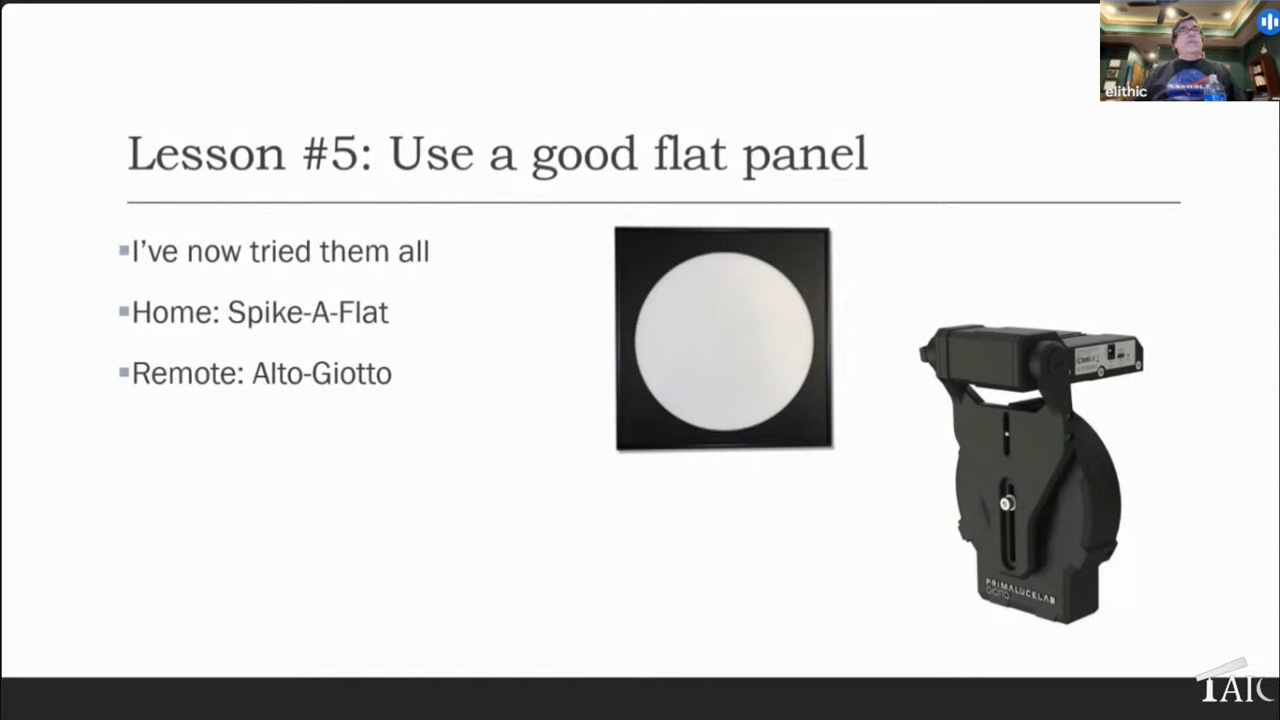 elithic
Lesson #5: Use a good flat panel
I've now tried them all
Home: Spike-A-Flat
Remote: Alto-Giotto
PRIMALUCELAB
GIOTTO
TAIC